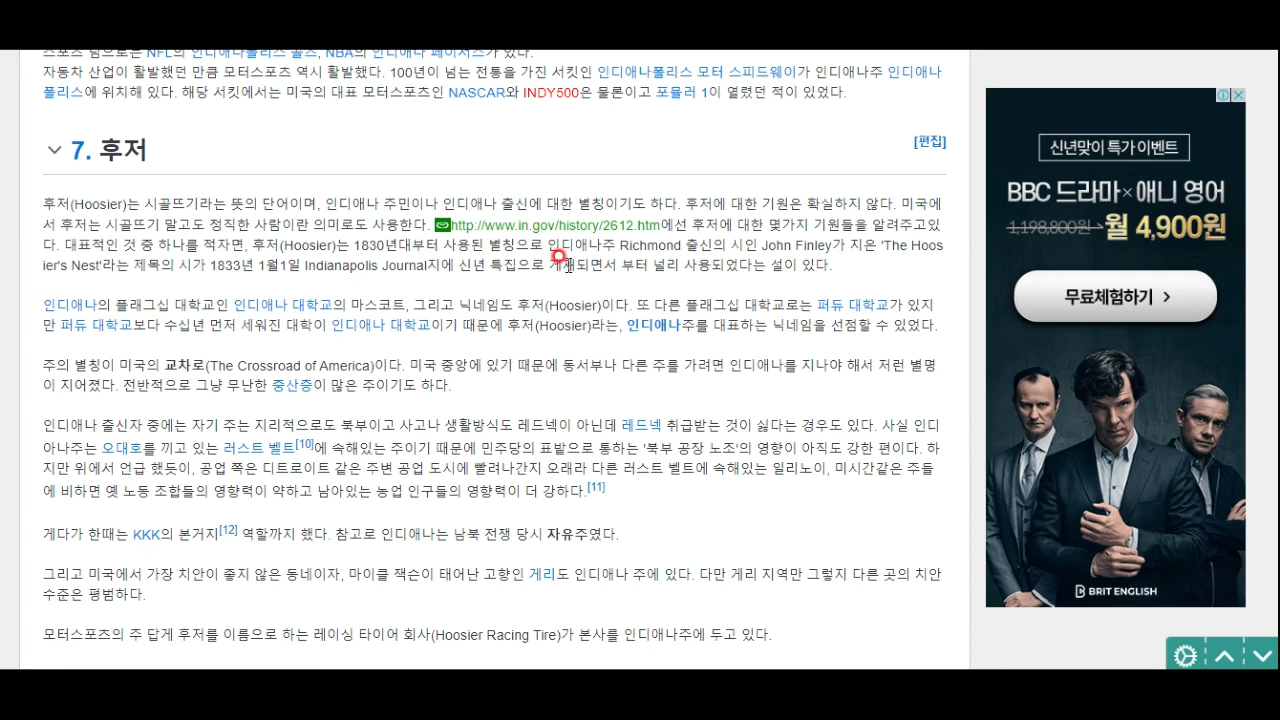 스포츠 팀으로는 NFL의 인디애나폴리스 콜츠, NBA의 인디애나 페이서스가 있다.
자동차 산업이 활발했던 만큼 모터스포츠 역시 활발했다. 100년이 넘는 전통을 가진 서킷인 인디애나폴리스 모터 스피드웨이가 인디애나주 인디애나
폴리스에 위치해 있다. 해당 서킷에서는 미국의 대표 모터스포츠인 NASCAR와 INDY500은 물론이고 포뮬러 1이 열렸던 적이 있었다.
7. 후저
[편집]
후저(Hoosier)는 시골뜨기라는 뜻의 단어이며, 인디애나 주민이나 인디애나 출신에 대한 별칭이기도 하다. 후저에 대한 기원은 확실하지 않다. 미국에
서 후저는 시골뜨기 말고도 정직한 사람이란 의미로도 사용한다. http://www.in.gov/history/2612.htm에선 후저에 대한 몇가지 기원들을 알려주고있
다. 대표적인 것 중 하나를 적자면, 후저(Hoosier)는 1830년대부터 사용된 별칭으로 인디애나주 Richmond 출신의 시인 John Finley가 지은 'The Hoos
ier's Nest'라는 제목의 시가 1833년 1월1일 Indianapolis Journal지에 신년 특집으로 게재되면서 부터 널리 사용되었다는 설이 있다.
인디애나의 플래그십 대학교인 인디애나 대학교의 마스코트, 그리고 닉네임도 후저(Hoosier)이다. 또 다른 플래그십 대학교로는 퍼듀 대학교가 있지
만 퍼듀 대학교보다 수십년 먼저 세워진 대학이 인디애나 대학교이기 때문에 후저(Hoosier)라는, 인디애나주를 대표하는 닉네임을 선점할 수 있었다.
주의 별칭이 미국의 교차로(The Crossroad of America)이다. 미국 중앙에 있기 때문에 동서부나 다른 주를 가려면 인디애나를 지나야 해서 저런 별명
이 지어졌다. 전반적으로 그냥 무난한 중산층이 많은 주이기도 하다.
인디애나 출신자 중에는 자기 주는 지리적으로도 북부이고 사고나 생활방식도 레드넥이 아닌데 레드넥 취급받는 것이 싫다는 경우도 있다. 사실 인디
아나주는 오대호를 끼고 있는 러스트 벨트[10]에 속해있는 주이기 때문에 민주당의 표밭으로 통하는 '북부 공장 노조'의 영향이 아직도 강한 편이다. 하
지만 위에서 언급 했듯이, 공업 쪽은 디트로이트 같은 주변 공업 도시에 빨려나간지 오래라 다른 러스트 벨트에 속해있는 일리노이, 미시간같은 주들
에 비하면 옛 노동 조합들의 영향력이 약하고 남아있는 농업 인구들의 영향력이 더 강하다.[11]
게다가 한때는 KKK의 본거지[12] 역할까지 했다. 참고로 인디애나는 남북 전쟁 당시 자유주였다.
그리고 미국에서 가장 치안이 좋지 않은 동네이자, 마이클 잭슨이 태어난 고향인 게리도 인디애나 주에 있다. 다만 게리 지역만 그렇지 다른 곳의 치안
수준은 평범하다.
모터스포츠의 주 답게 후저를 이름으로 하는 레이싱 타이어 회사(Hoosier Racing Tire)가 본사를 인디애나주에 두고 있다.
신년맞이 특가 이벤트
BBC 드라마×애니 영어
1,198,800원 월 4,900원
무료체험하기 >
BRIT ENGLISH